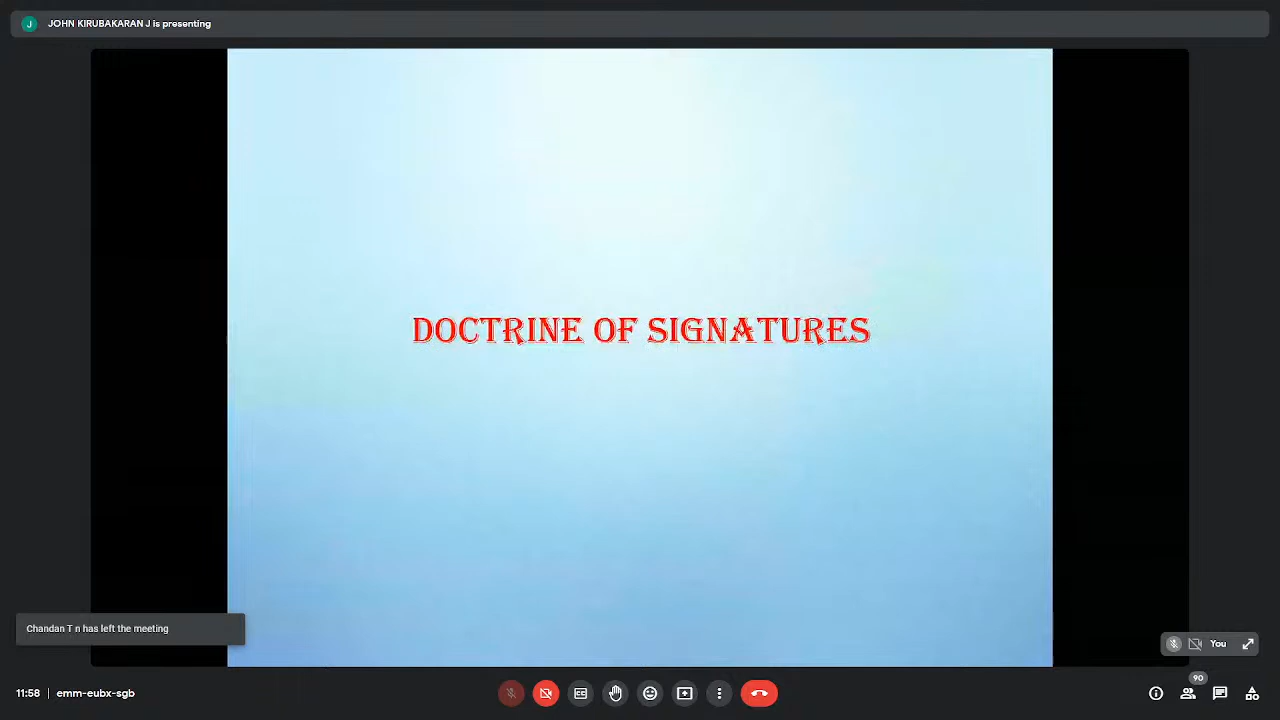 J JOHN KIRUBAKARAN J is presenting
DOCTRINE OF SIGNATURES
Chandan T n has left the meeting
You
11:58 | emm-eubx-sgb
CC
90